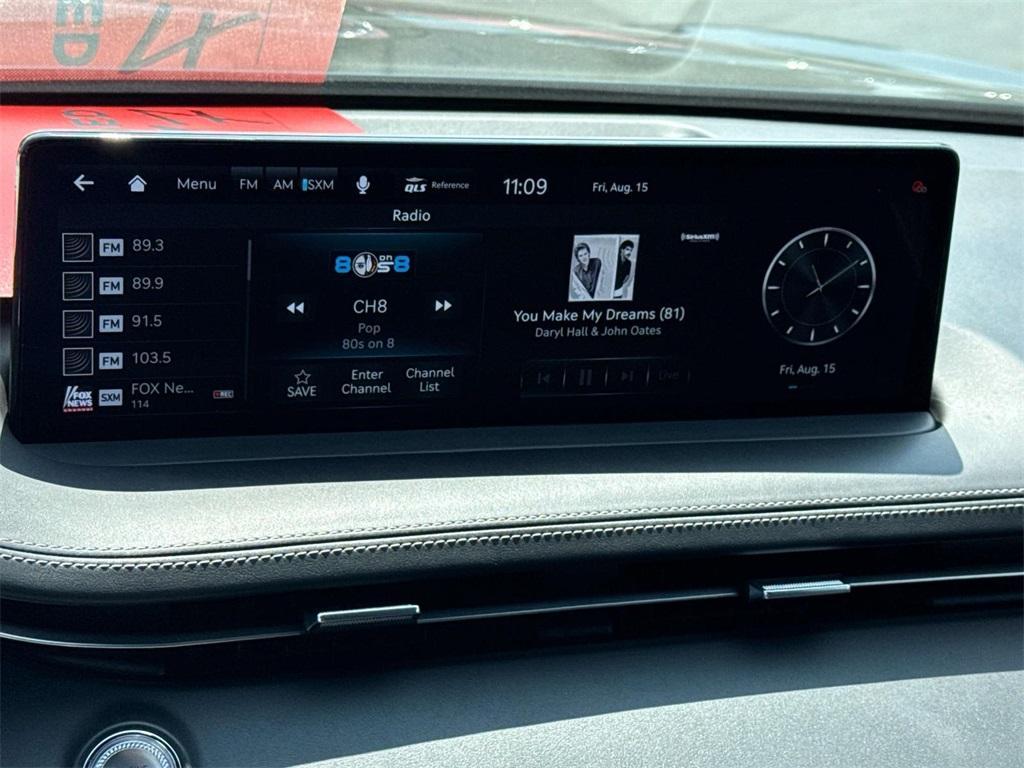 Menu FM AM SXM QLS Reference 11:09 Fri, Aug. 15
Radio
FM 89.3
FM 89.9
FM 91.5
FM 103.5
FOX NEWS SXM FOX Ne... REC
114
80s on 8
CH8
Pop
80s on 8
SAVE
Enter Channel
Channel List
SiriusXM
You Make My Dreams (81)
Daryl Hall & John Oates
Live
Fri, Aug. 15